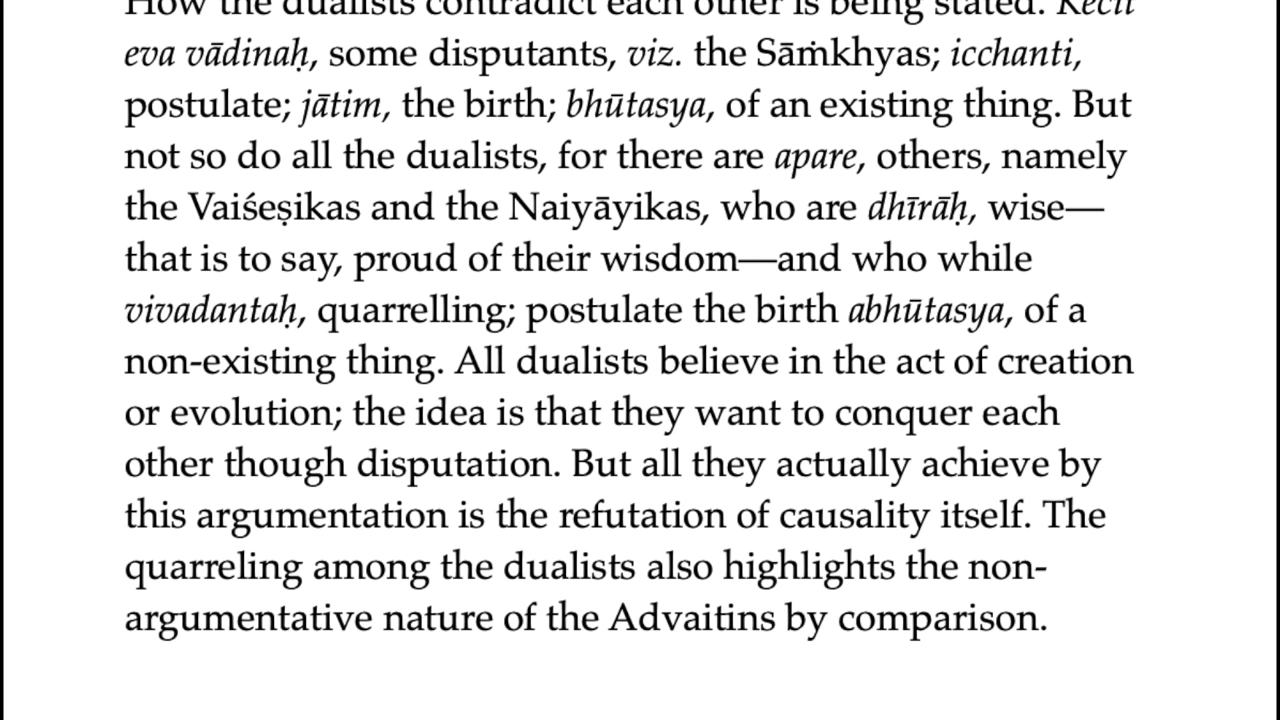 How the dualists contradict each other is being stated. Kecit
eva vādinaḥ, some disputants, viz. the Sāṁkhyas; icchanti,
postulate; jātim, the birth; bhūtasya, of an existing thing. But
not so do all the dualists, for there are apare, others, namely
the Vaiśeṣikas and the Naiyāyikas, who are dhīrāḥ, wise—
that is to say, proud of their wisdom—and who while
vivadantaḥ, quarrelling; postulate the birth abhūtasya, of a
non-existing thing. All dualists believe in the act of creation
or evolution; the idea is that they want to conquer each
other though disputation. But all they actually achieve by
this argumentation is the refutation of causality itself. The
quarreling among the dualists also highlights the non-
argumentative nature of the Advaitins by comparison.